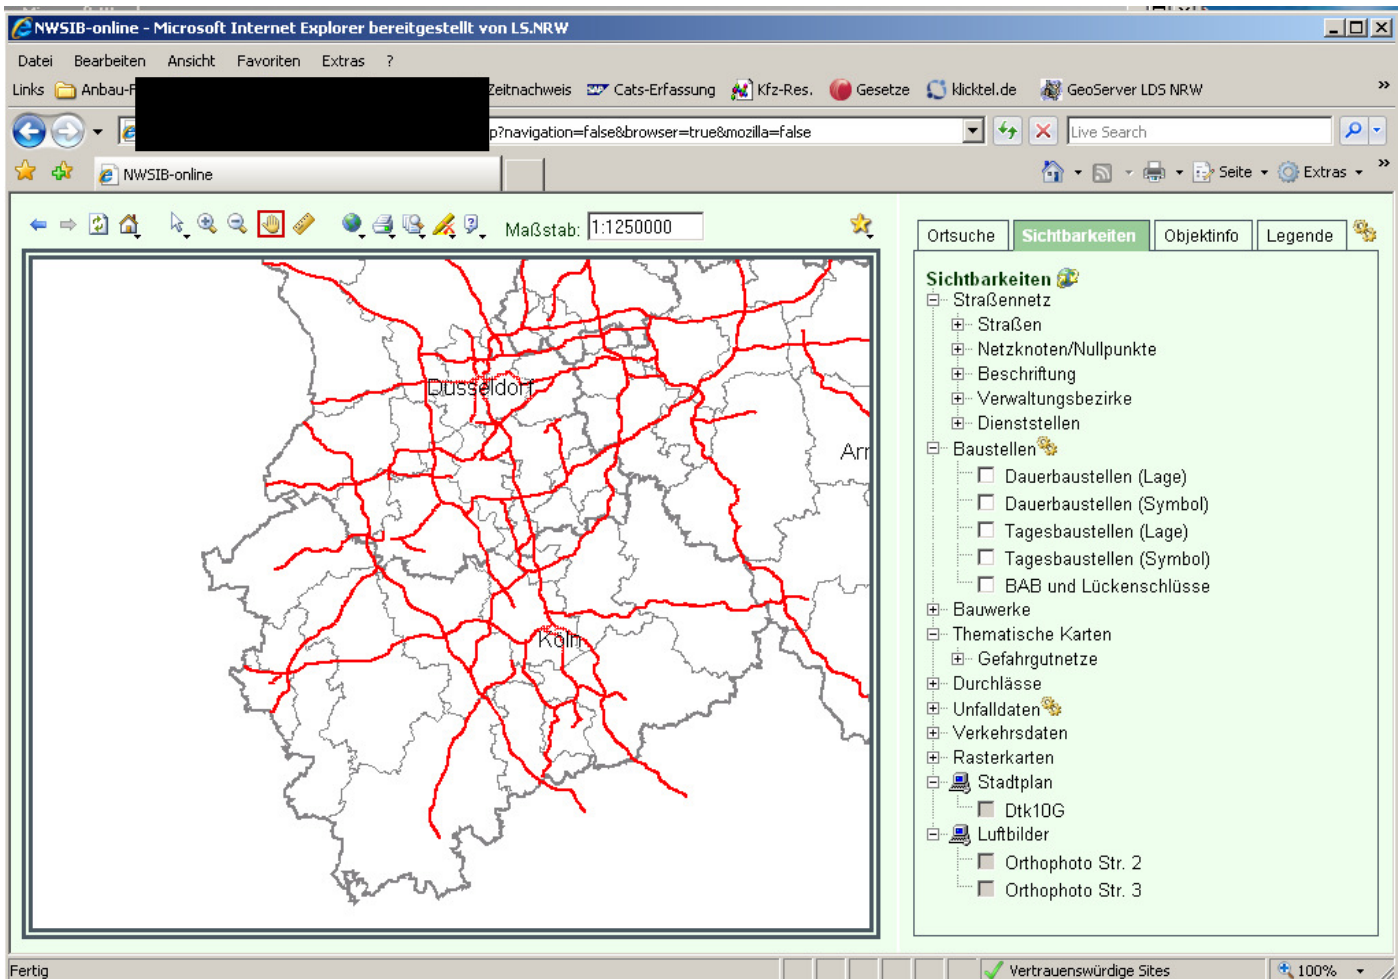 NWSIB-online - Microsoft Internet Explorer bereitgestellt von LS.NRW
Datei Bearbeiten Ansicht Favoriten Extras ?
Links Zeitnachweis Cats-Erfassung Kfz-Res. Gesetze klicktel.de GeoServer LDS NRW »
p?navigation=false&browser=true&mozilla=false Live Search
NWSIB-online Seite Extras »
Maßstab: 1:1250000
Ortsuche Sichtbarkeiten Objektinfo Legende
Düsseldorf
Köln
Sichtbarkeiten
Straßennetz
Straßen
Netzknoten/Nullpunkte
Beschriftung
Verwaltungsbezirke
Dienststellen
Baustellen
Dauerbaustellen (Lage)
Dauerbaustellen (Symbol)
Tagesbaustellen (Lage)
Tagesbaustellen (Symbol)
BAB und Lückenschlüsse
Bauwerke
Thematische Karten
Gefahrgutnetze
Durchlässe
Unfalldaten
Verkehrsdaten
Rasterkarten
Stadtplan
Dtk10G
Luftbilder
Orthophoto Str. 2
Orthophoto Str. 3
Fertig Vertrauenswürdige Sites 100%